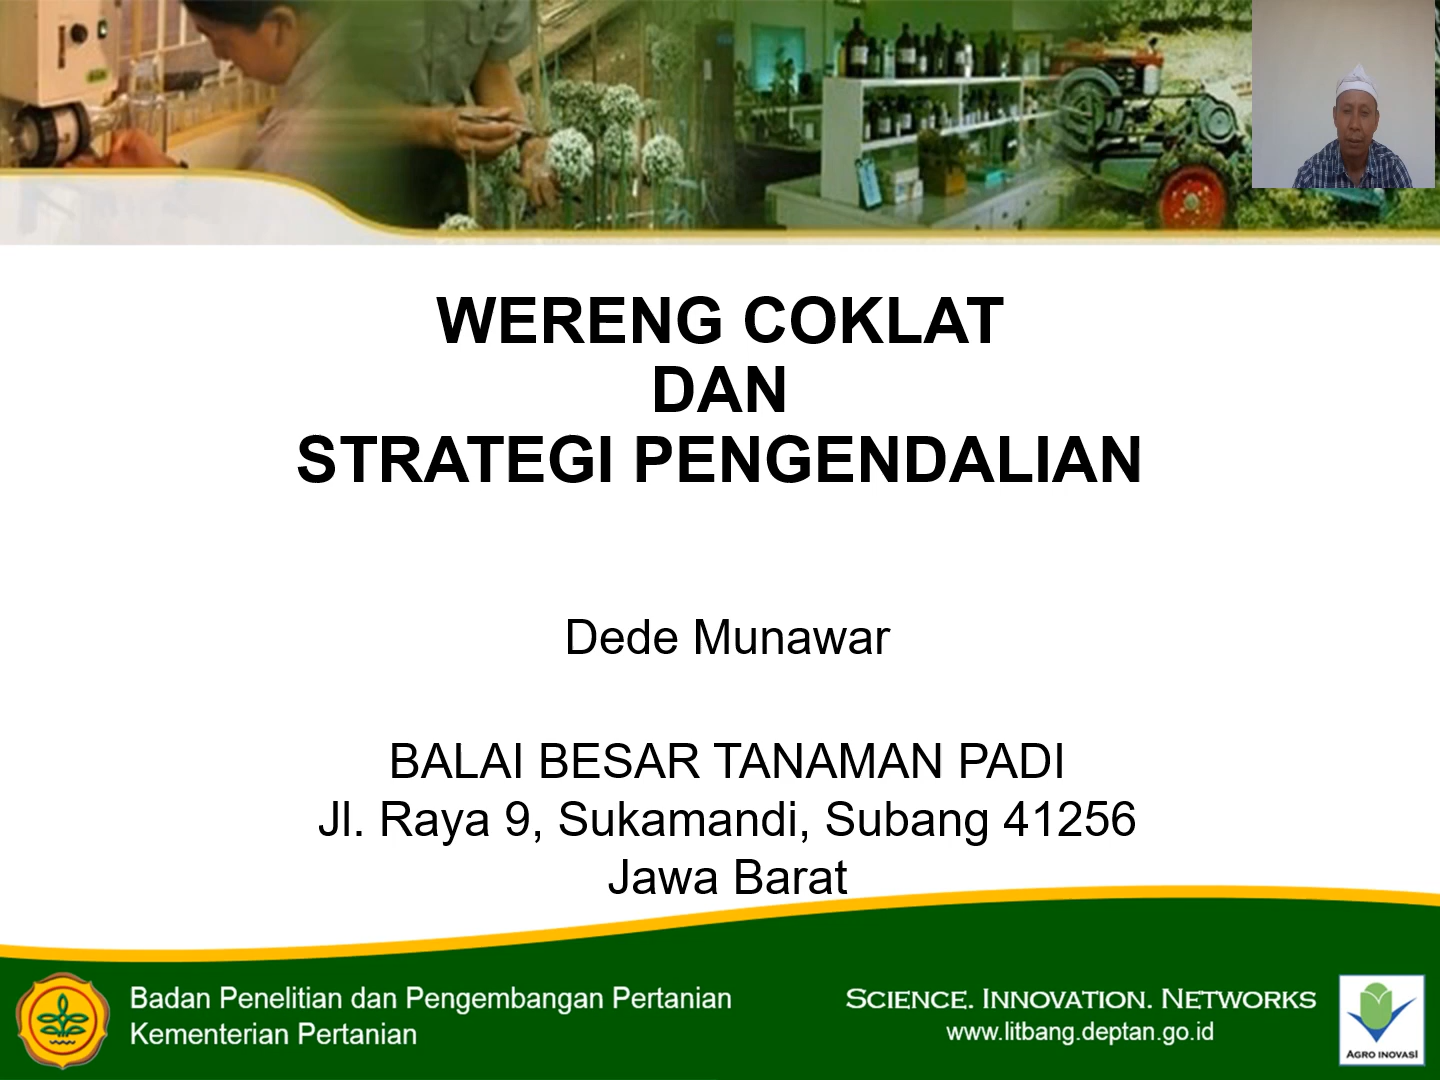 WERENG COKLAT
DAN
STRATEGI PENGENDALIAN
Dede Munawar
BALAI BESAR TANAMAN PADI
Jl. Raya 9, Sukamandi, Subang 41256
Jawa Barat
Badan Penelitian dan Pengembangan Pertanian
Kementerian Pertanian
SCIENCE. INNOVATION. NETWORKS
www.litbang.deptan.go.id
AGRO INOVASI